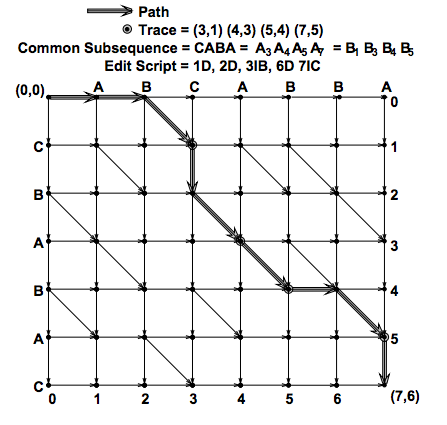 Path
Trace = (3,1) (4,3) (5,4) (7,5)
Common Subsequence = CABA = A3 A4 A5 A7 = B1 B3 B4 B5
Edit Script = 1D, 2D, 3IB, 6D 7IC
(0,0) A B C A B B A 0
C 1
B 2
A 3
B 4
A 5
C (7,6)
0 1 2 3 4 5 6